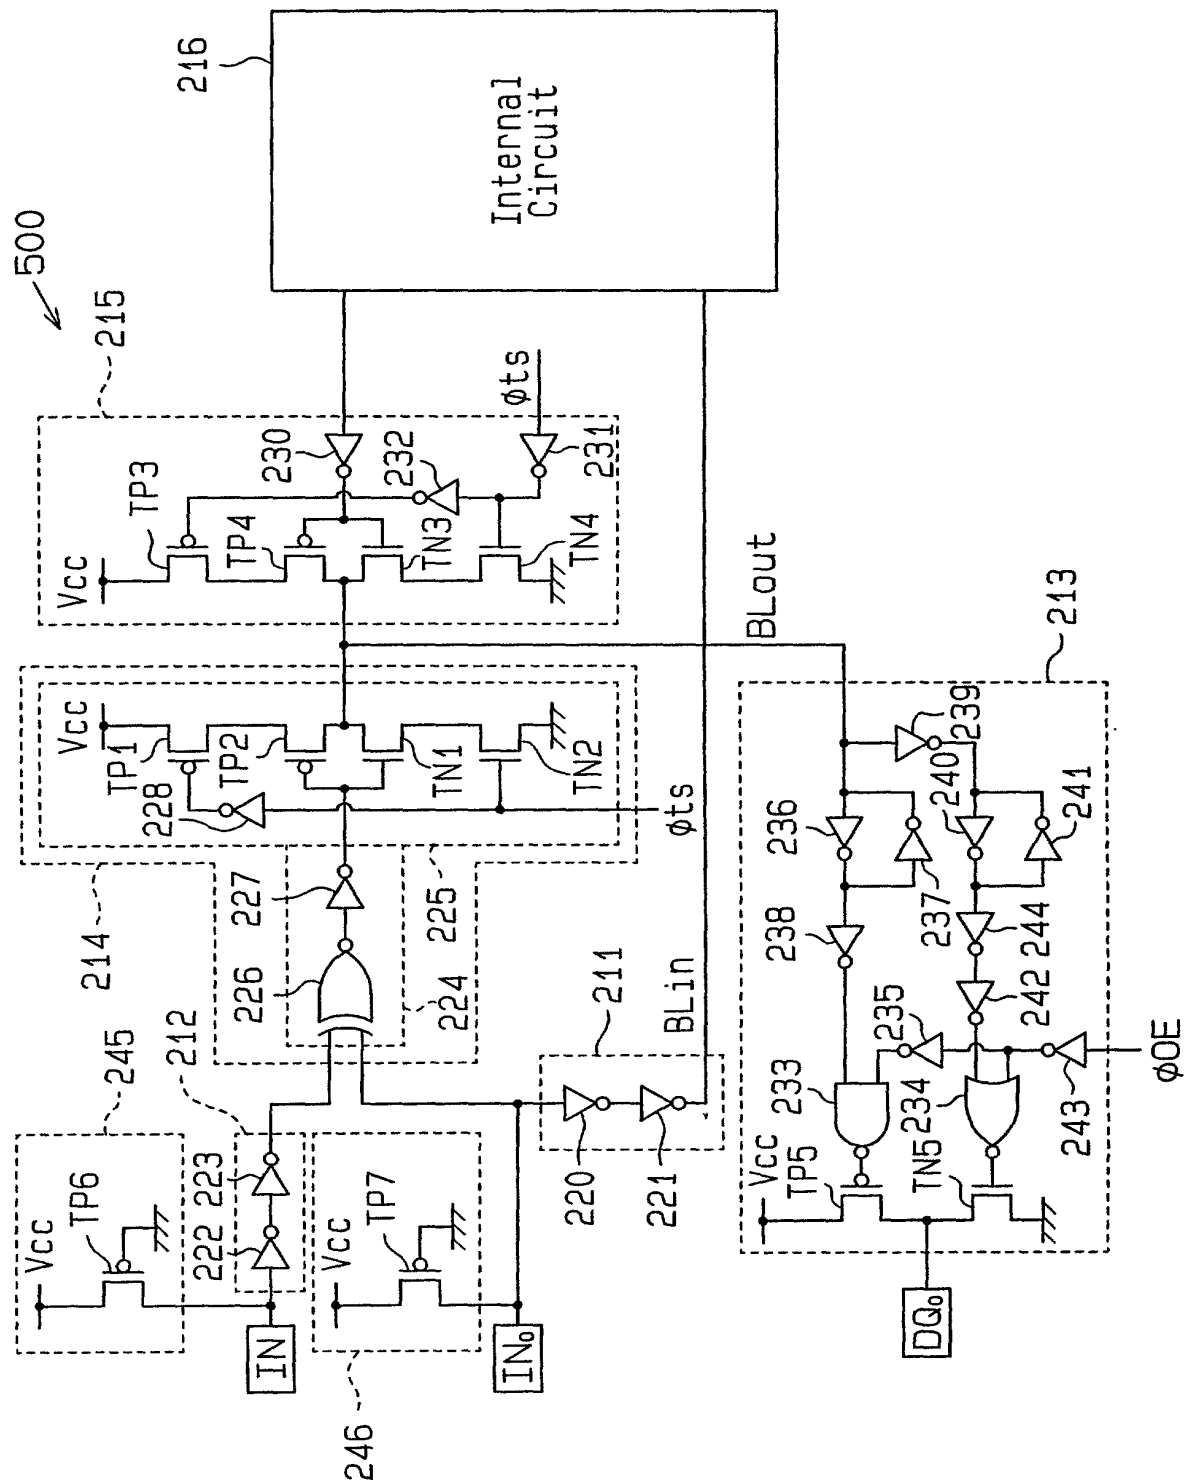 500
245
Vcc
TP6
212
222
223
IN
246
Vcc
TP7
IN₀
214
Vcc
TP1
TP2
TN1
TN2
228
φts
227
226
225
224
215
Vcc
TP3
TP4
TN3
TN4
230
232
231
φts
216
Internal
Circuit
211
220
221
BLin
BLout
213
236
237
238
239
240
241
244
242
235
233
234
243
φOE
Vcc
TP5
TN5
DQ₀